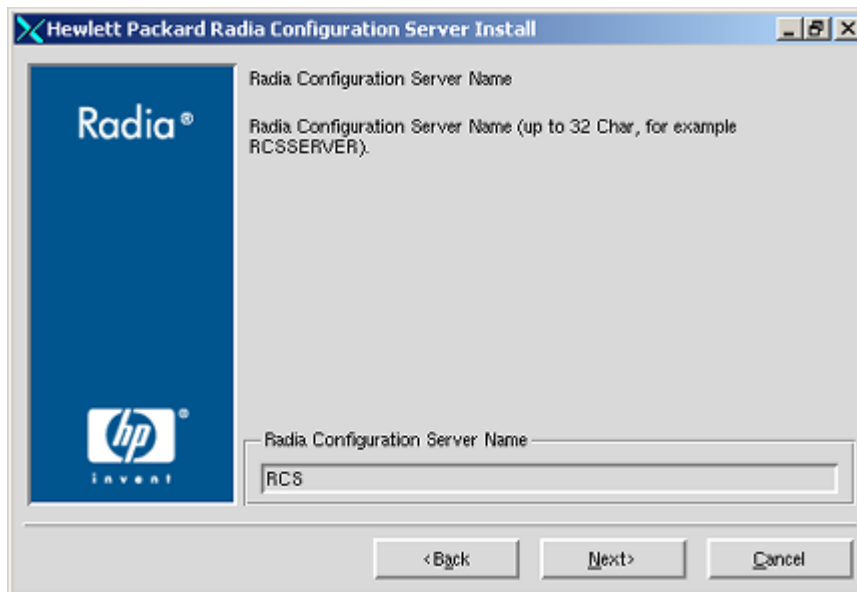 Hewlett Packard Radia Configuration Server Install
Radia®
Radia Configuration Server Name
Radia Configuration Server Name (up to 32 Char, for example
RCSSERVER).
hp®
invent
Radia Configuration Server Name
RCS
<Back
Next>
Cancel